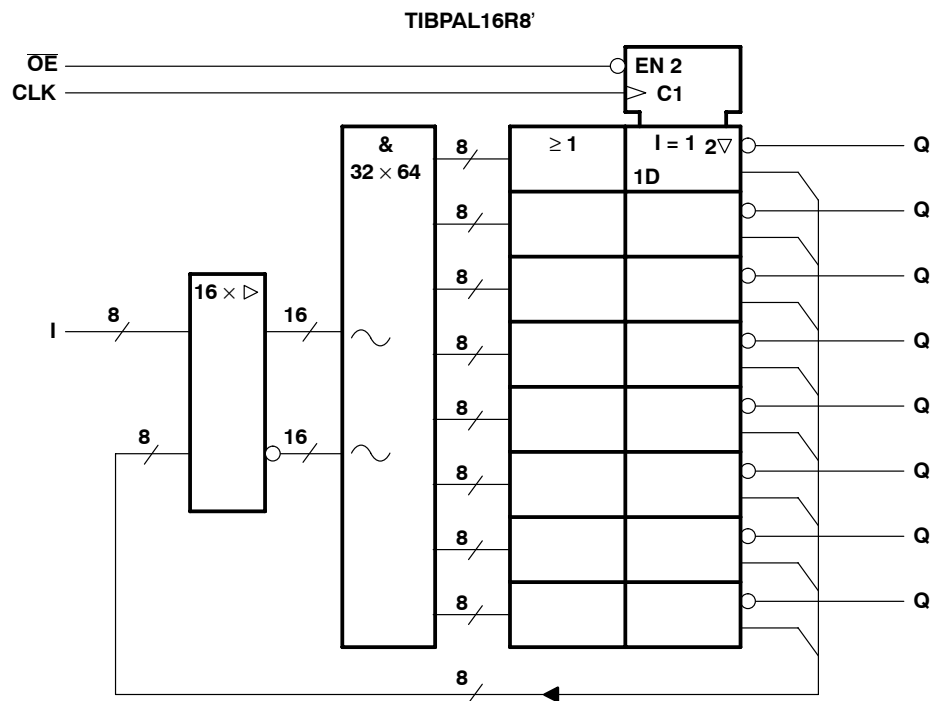 TIBPAL16R8'
OE
EN 2
CLK
C1
&
32 × 64
8
≥ 1
I = 1
2▽
1D
Q
8
Q
8
Q
16 × ▷
8
16
I
8
Q
8
Q
8
16
8
Q
8
Q
8
Q
8